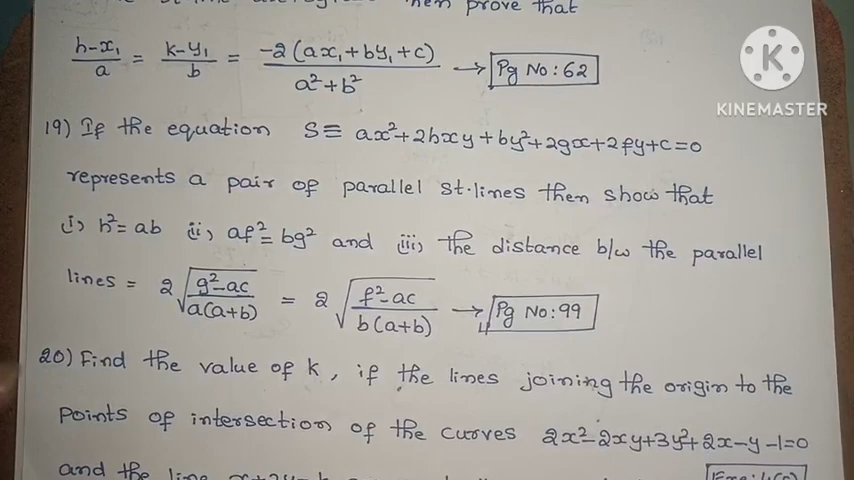 then prove that
h-x₁/a = k-y₁/b = -2(ax₁+by₁+c)/a²+b² → Pg No:62
KINEMASTER
19) If the equation S≡ ax²+2hxy+by²+2gx+2fy+c=0
represents a pair of parallel st.lines then show that
(i) h²=ab (ii) af²=bg² and (iii) the distance b/w the parallel
lines = 2√g²-ac/a(a+b) = 2√f²-ac/b(a+b) → Pg No:99
20) Find the value of k, if the lines joining the origin to the
points of intersection of the curves 2x²-2xy+3y²+2x-y-1=0
and the line